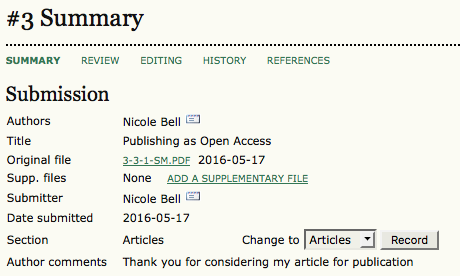 #3 Summary
SUMMARY REVIEW EDITING HISTORY REFERENCES
Submission
Authors Nicole Bell
Title Publishing as Open Access
Original file 3-3-1-SM.PDF 2016-05-17
Supp. files None ADD A SUPPLEMENTARY FILE
Submitter Nicole Bell
Date submitted 2016-05-17
Section Articles Change to Articles Record
Author comments Thank you for considering my article for publication